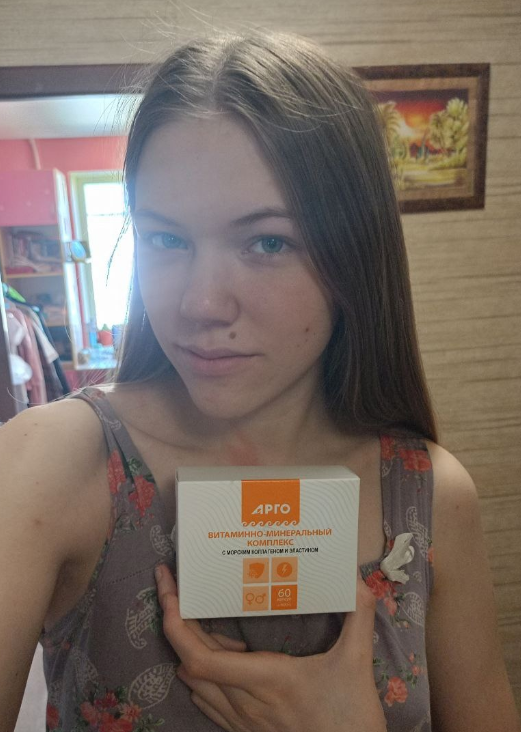 АРГО
ВИТАМИННО-МИНЕРАЛЬНЫЙ
КОМПЛЕКС
С МОРСКИМ КОЛЛАГЕНОМ И ЭЛАСТИНОМ
60